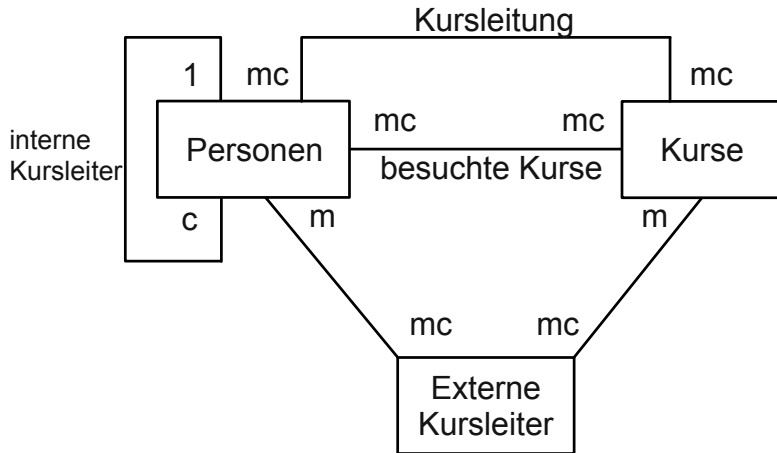 Kursleitung
1
mc
mc
interne
Kursleiter
Personen
mc
mc
besuchte Kurse
Kurse
c
m
m
mc
mc
Externe
Kursleiter